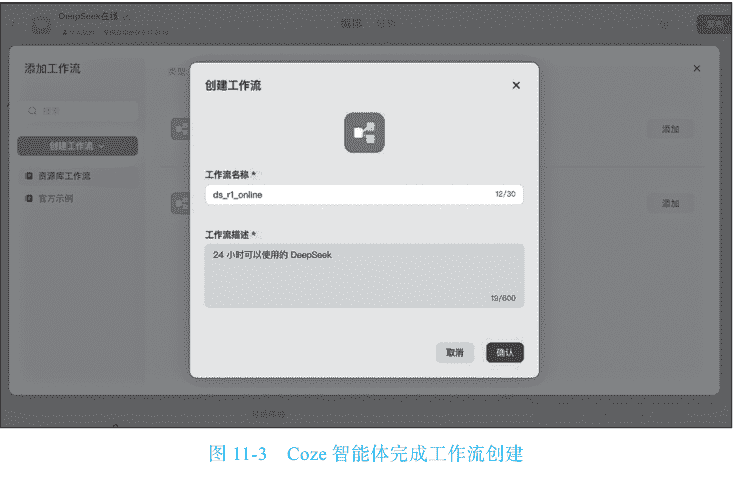 DeepSeek在线
编排
添加工作流
创建工作流
资源库工作流
官方示例
添加
添加
创建工作流
工作流名称 *
ds_r1_online
12/30
工作流描述 *
24 小时可以使用的 DeepSeek
19/600
取消
确认
图 11-3 Coze 智能体完成工作流创建